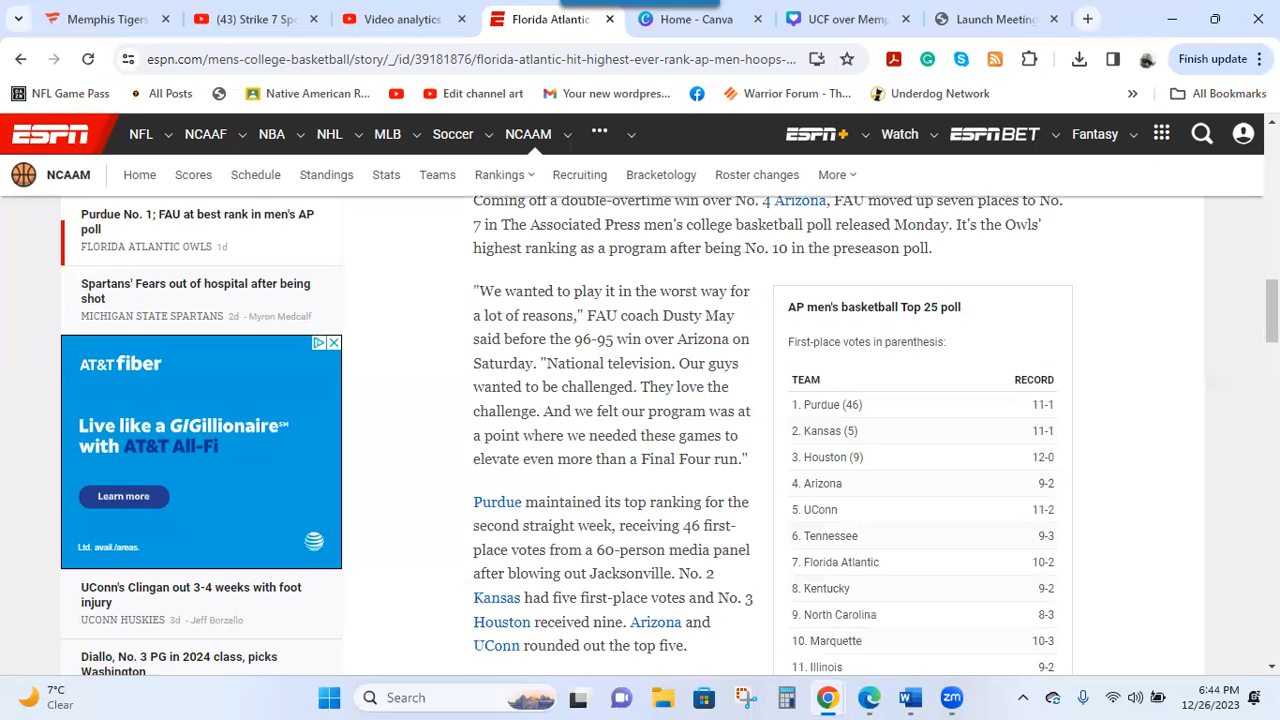 Memphis Tigers
(43) Strike 7 Sp
Video analytics
Florida Atlantic
Home - Canva
UCF over Memp
Launch Meeting
espn.com/mens-college-basketball/story/_/id/39181876/florida-atlantic-hit-highest-ever-rank-ap-men-hoops-...
Finish update
NFL Game Pass
All Posts
Native American R...
Edit channel art
Your new wordpres...
Warrior Forum - Th...
Underdog Network
All Bookmarks
ESPN
NFL
NCAAF
NBA
NHL
MLB
Soccer
NCAAM
•••
ESPN+
Watch
ESPN BET
Fantasy
NCAAM
Home
Scores
Schedule
Standings
Stats
Teams
Rankings
Recruiting
Bracketology
Roster changes
More
Purdue No. 1; FAU at best rank in men's AP
poll
FLORIDA ATLANTIC OWLS 1d
Spartans' Fears out of hospital after being
shot
MICHIGAN STATE SPARTANS 2d - Myron Medcalf
AT&T fiber
Live like a GIGillionaire℠
with AT&T All-Fi
Learn more
Ltd. avail./areas.
UConn's Clingan out 3-4 weeks with foot
injury
UCONN HUSKIES 3d - Jeff Borzello
Diallo, No. 3 PG in 2024 class, picks
Washington
Coming off a double-overtime win over No. 4 Arizona, FAU moved up seven places to No.
7 in The Associated Press men's college basketball poll released Monday. It's the Owls'
highest ranking as a program after being No. 10 in the preseason poll.
"We wanted to play it in the worst way for
a lot of reasons," FAU coach Dusty May
said before the 96-95 win over Arizona on
Saturday. "National television. Our guys
wanted to be challenged. They love the
challenge. And we felt our program was at
a point where we needed these games to
elevate even more than a Final Four run."
Purdue maintained its top ranking for the
second straight week, receiving 46 first-
place votes from a 60-person media panel
after blowing out Jacksonville. No. 2
Kansas had five first-place votes and No. 3
Houston received nine. Arizona and
UConn rounded out the top five.
AP men's basketball Top 25 poll
First-place votes in parenthesis:
TEAM RECORD
1. Purdue (46) 11-1
2. Kansas (5) 11-1
3. Houston (9) 12-0
4. Arizona 9-2
5. UConn 11-2
6. Tennessee 9-3
7. Florida Atlantic 10-2
8. Kentucky 9-2
9. North Carolina 8-3
10. Marquette 10-3
11. Illinois 9-2
7°C
Clear
Search
zm
6:44 PM
12/26/2023